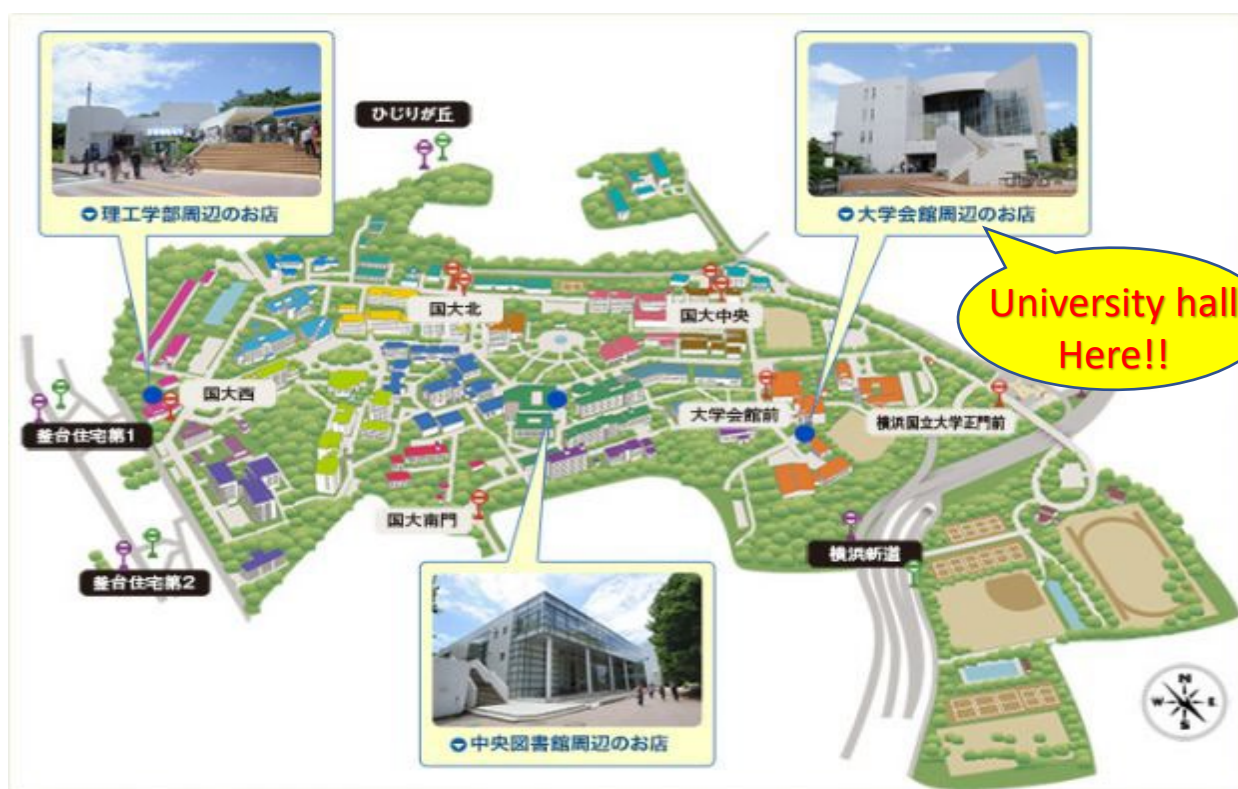 ひじりが丘
理工学部周辺のお店
大学会館周辺のお店
University hall
Here!!
国大北
国大中央
国大西
大学会館前
横浜国立大学正門前
釜台住宅第1
国大南門
横浜新道
釜台住宅第2
中央図書館周辺のお店
N
W
E
S